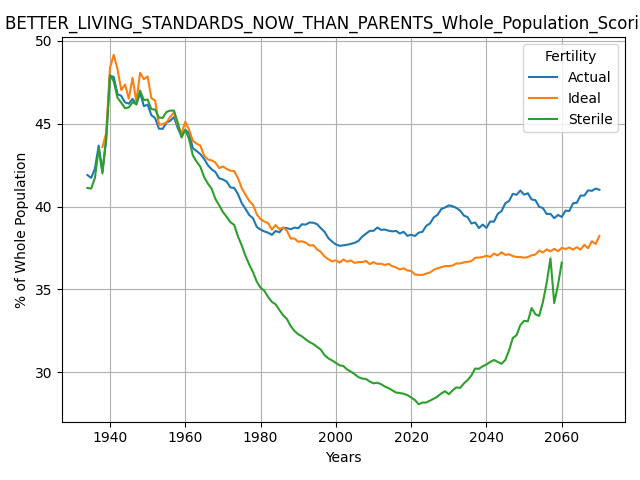 BETTER_LIVING_STANDARDS_NOW_THAN_PARENTS_Whole_Population_Scori
Fertility
Actual
Ideal
Sterile
% of Whole Population
50
45
40
35
30
1940 1960 1980 2000 2020 2040 2060
Years